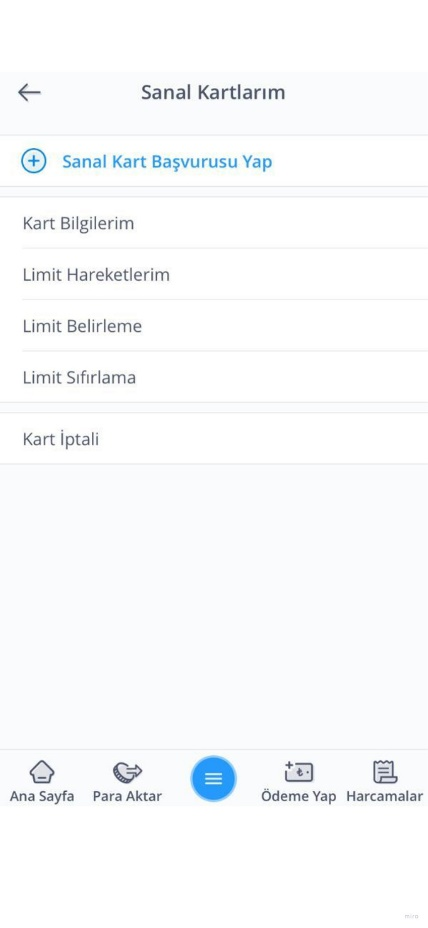 Sanal Kartlarım
Sanal Kart Başvurusu Yap
Kart Bilgilerim
Limit Hareketlerim
Limit Belirleme
Limit Sıfırlama
Kart İptali
Ana Sayfa
Para Aktar
Ödeme Yap
Harcamalar